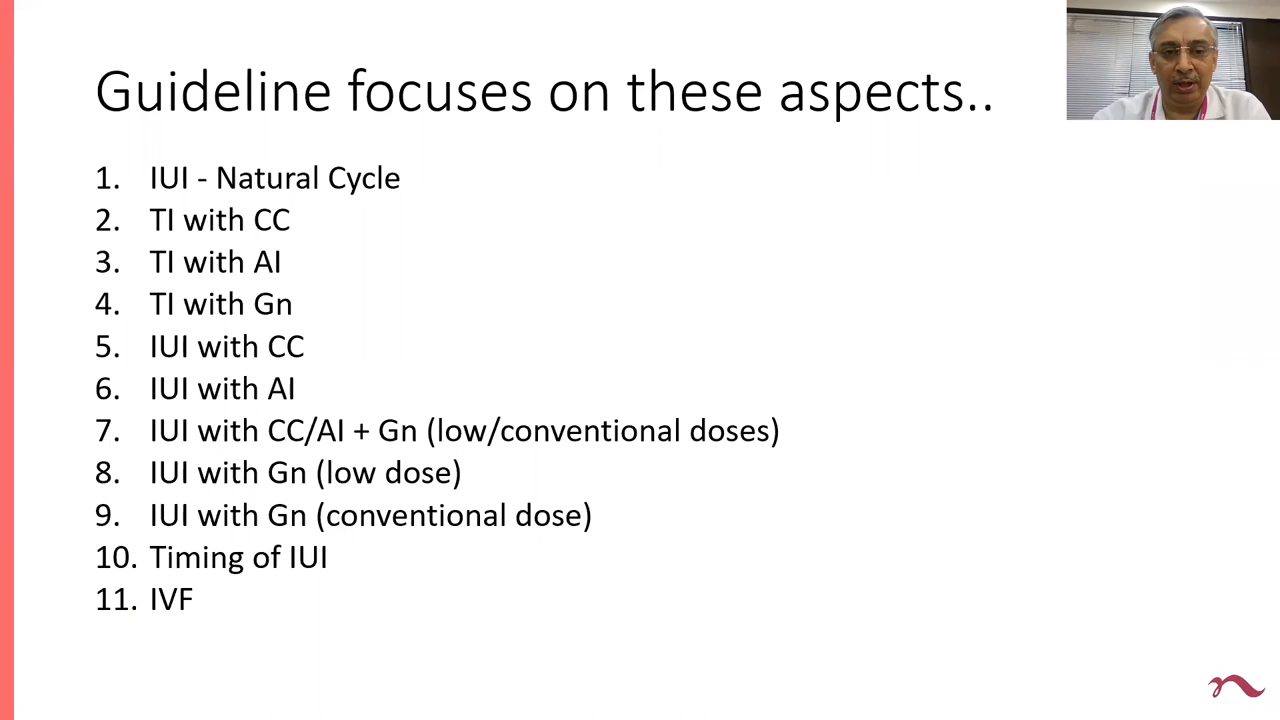 Guideline focuses on these aspects..
1. IUI - Natural Cycle
2. TI with CC
3. TI with AI
4. TI with Gn
5. IUI with CC
6. IUI with AI
7. IUI with CC/AI + Gn (low/conventional doses)
8. IUI with Gn (low dose)
9. IUI with Gn (conventional dose)
10. Timing of IUI
11. IVF